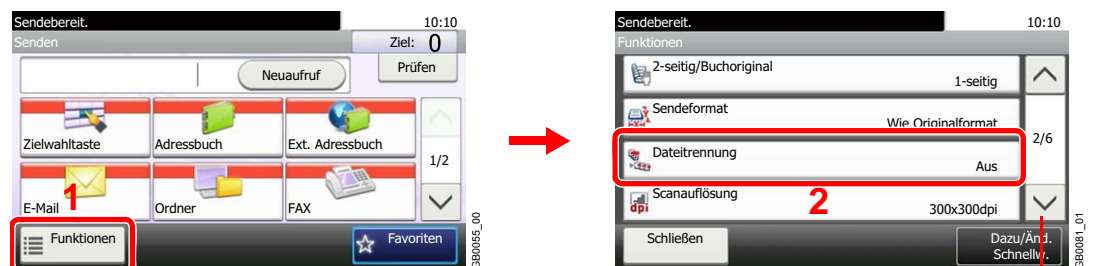 Sendebereit. 10:10
Senden Ziel: 0
Neuaufruf Prüfen
Zielwahltaste Adressbuch Ext. Adressbuch
1/2
E-Mail Ordner FAX
1
Funktionen Favoriten
GB0055_00
Sendebereit. 10:10
Funktionen
2-seitig/Buchoriginal
1-seitig
Sendeformat
Wie Originalformat
2/6
Dateitrennung
Aus
Scanauflösung
300x300dpi
2
Schließen
Dazu/Änd.
Schnellw.
GB0081_01